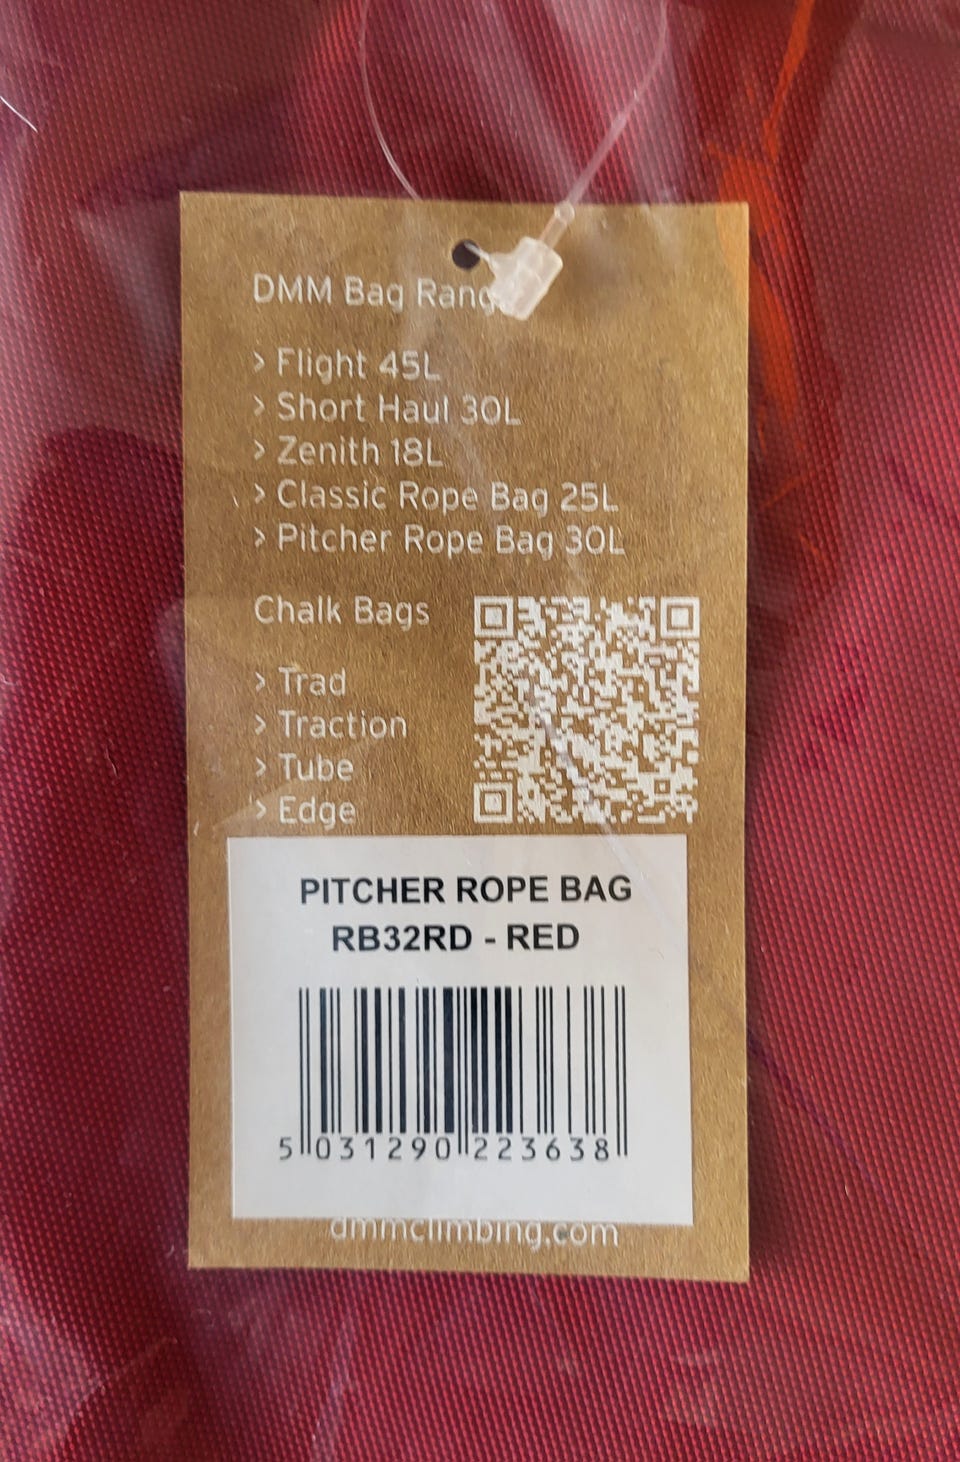 DMM Bag Range
> Flight 45L
> Short Haul 30L
> Zenith 18L
> Classic Rope Bag 25L
> Pitcher Rope Bag 30L
Chalk Bags
> Trad
> Traction
> Tube
> Edge
PITCHER ROPE BAG
RB32RD - RED
5 031290 223638
dmmclimbing.com